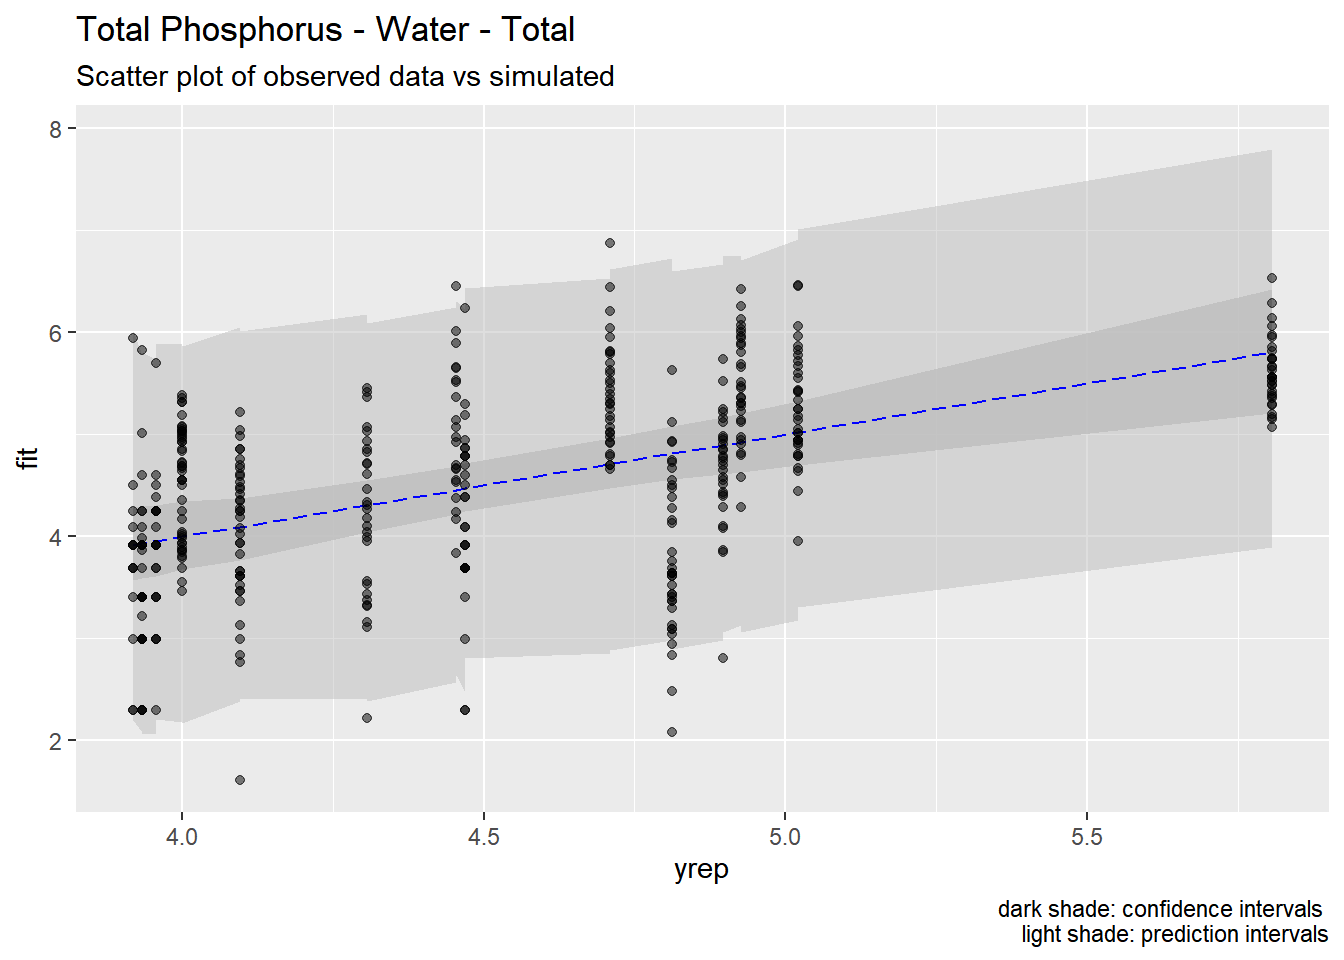 Total Phosphorus - Water - Total
Scatter plot of observed data vs simulated
fit
8
6
4
2
4.0 4.5 5.0 5.5
yrep
dark shade: confidence intervals
light shade: prediction intervals